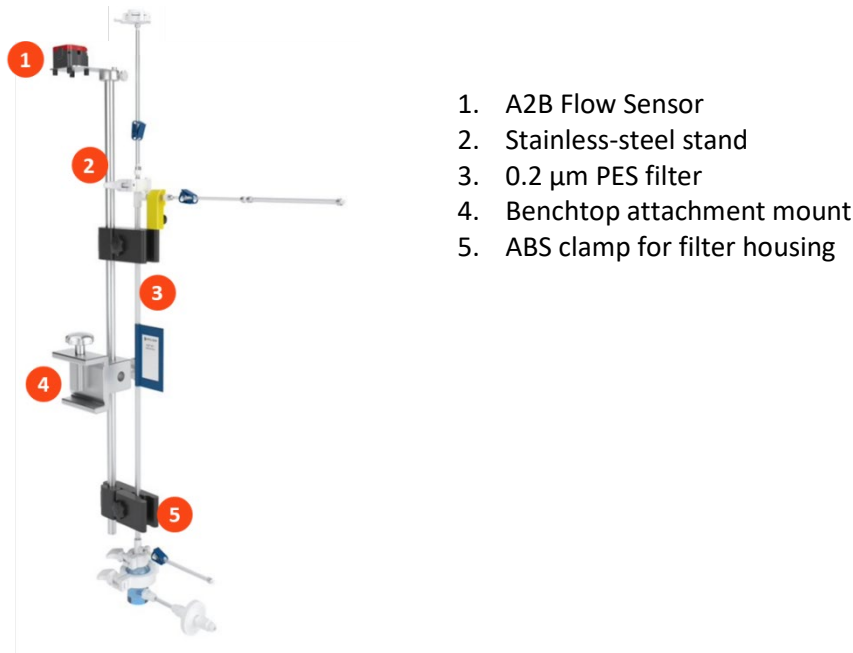 1
2
3
4
5
1. A2B Flow Sensor
2. Stainless-steel stand
3. 0.2 µm PES filter
4. Benchtop attachment mount
5. ABS clamp for filter housing